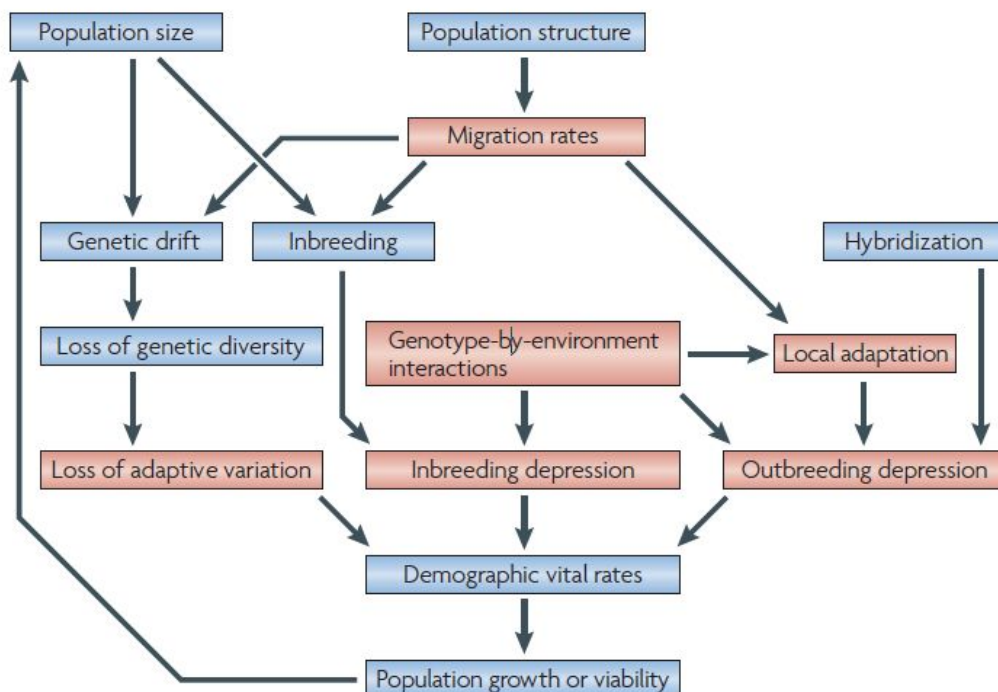 Population size
Population structure
Migration rates
Genetic drift
Inbreeding
Hybridization
Loss of genetic diversity
Genotype-by-environment
interactions
Local adaptation
Loss of adaptive variation
Inbreeding depression
Outbreeding depression
Demographic vital rates
Population growth or viability